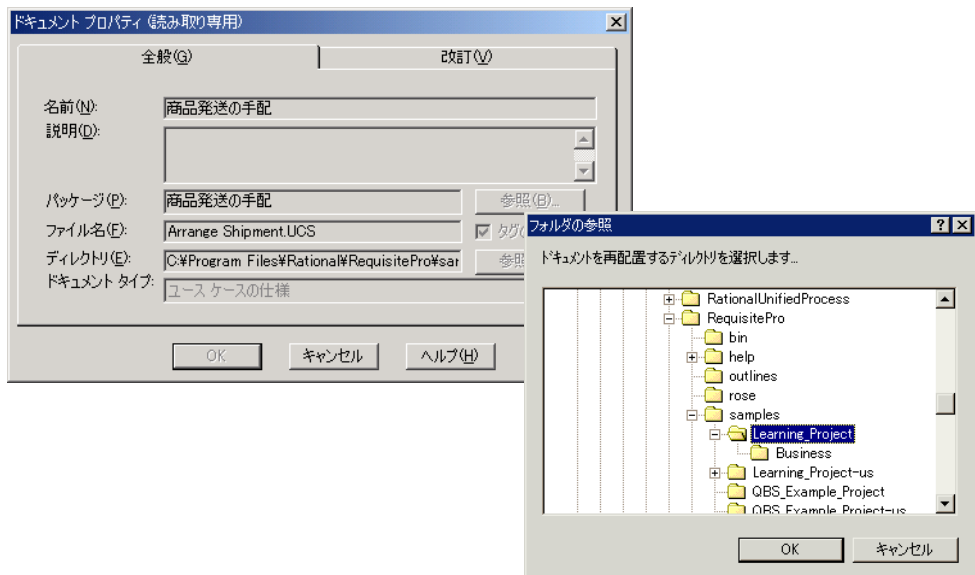 ドキュメント プロパティ (読み取り専用)
全般(G)
改訂(V)
名前(N):
商品発送の手配
説明(D):
パッケージ(P):
商品発送の手配
参照(B)...
ファイル名(F):
Arrange Shipment.UCS
タグの
ディレクトリ(E):
C:¥Program Files¥Rational¥RequisitePro¥sar
参照
ドキュメント タイプ:
ユース ケースの仕様
OK
キャンセル
ヘルプ(H)
フォルダの参照
ドキュメントを再配置するディレクトリを選択します...
RationalUnifiedProcess
RequisitePro
bin
help
outlines
rose
samples
Learning_Project
Business
Learning_Project-us
QBS_Example_Project
QBS_Example_Project-us
OK
キャンセル